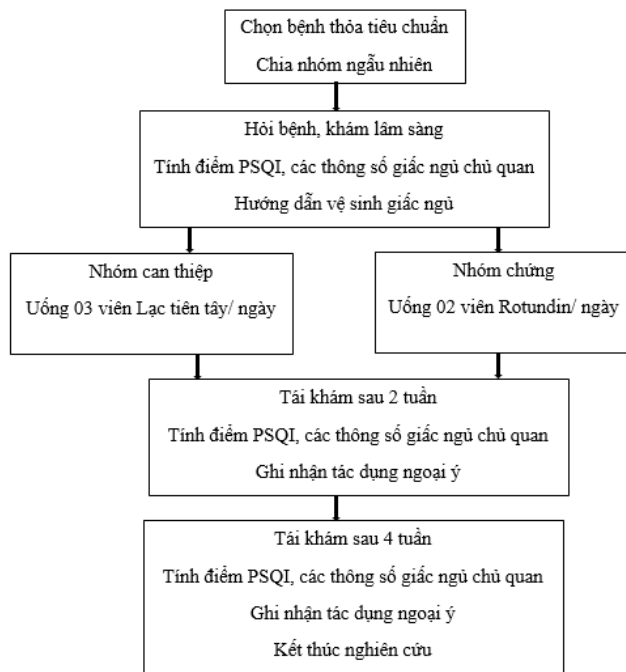 Chọn bệnh thỏa tiêu chuẩn
Chia nhóm ngẫu nhiên
Hỏi bệnh, khám lâm sàng
Tính điểm PSQI, các thông số giấc ngủ chủ quan
Hướng dẫn vệ sinh giấc ngủ
Nhóm can thiệp
Uống 03 viên Lạc tiên tây/ ngày
Nhóm chứng
Uống 02 viên Rotundin/ ngày
Tái khám sau 2 tuần
Tính điểm PSQI, các thông số giấc ngủ chủ quan
Ghi nhận tác dụng ngoại ý
Tái khám sau 4 tuần
Tính điểm PSQI, các thông số giấc ngủ chủ quan
Ghi nhận tác dụng ngoại ý
Kết thúc nghiên cứu